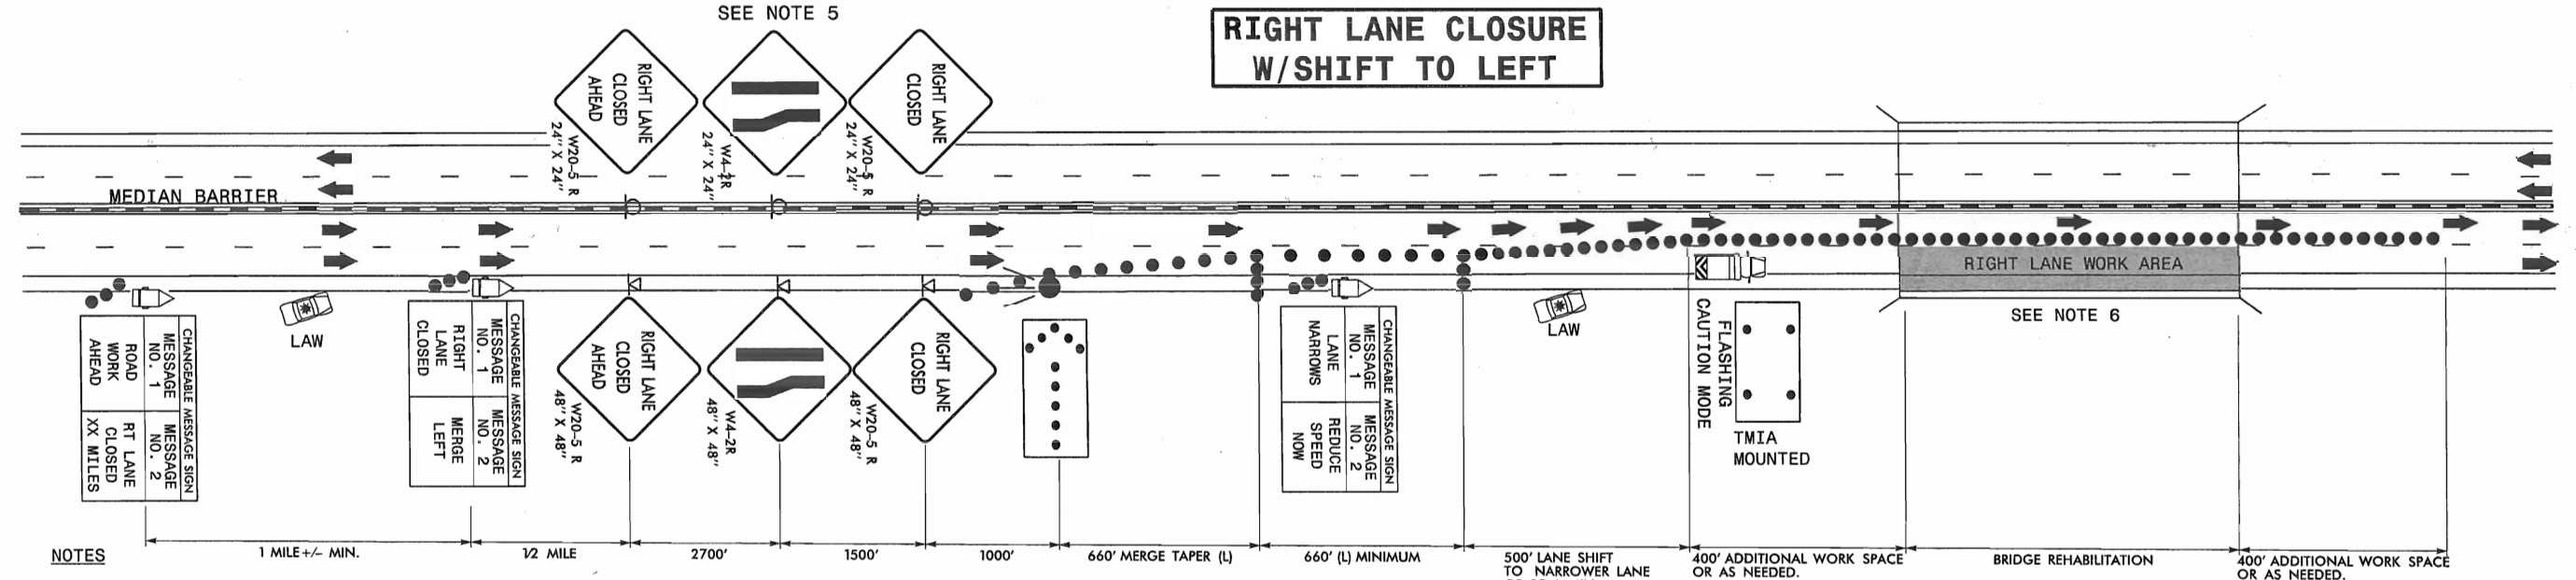 SEE NOTE 5
RIGHT LANE CLOSURE
W/SHIFT TO LEFT
RIGHT LANE
CLOSED
AHEAD
W20-5 R
24" X 24"
W4-2R
24" X 24"
RIGHT LANE
CLOSED
W20-5 R
24" X 24"
MEDIAN BARRIER
RIGHT LANE WORK AREA
SEE NOTE 6
CHANGEABLE MESSAGE SIGN
MESSAGE
NO. 1
ROAD
WORK
AHEAD
MESSAGE
NO. 2
RT LANE
CLOSED
XX MILES
LAW
CHANGEABLE MESSAGE SIGN
MESSAGE
NO. 1
RIGHT
LANE
CLOSED
MESSAGE
NO. 2
MERGE
LEFT
RIGHT LANE
CLOSED
AHEAD
W20-5 R
48" X 48"
W4-2R
48" X 48"
RIGHT LANE
CLOSED
W20-5 R
48" X 48"
CHANGEABLE MESSAGE SIGN
MESSAGE
NO. 1
LANE
NARROWS
MESSAGE
NO. 2
REDUCE
SPEED
NOW
LAW
FLASHING
CAUTION MODE
TMIA
MOUNTED
NOTES
1 MILE+/- MIN.
1/2 MILE
2700'
1500'
1000'
660' MERGE TAPER (L)
660' (L) MINIMUM
500' LANE SHIFT
TO NARROWER LANE
400' ADDITIONAL WORK SPACE
OR AS NEEDED.
BRIDGE REHABILITATION
400' ADDITIONAL WORK SPACE
OR AS NEEDED.